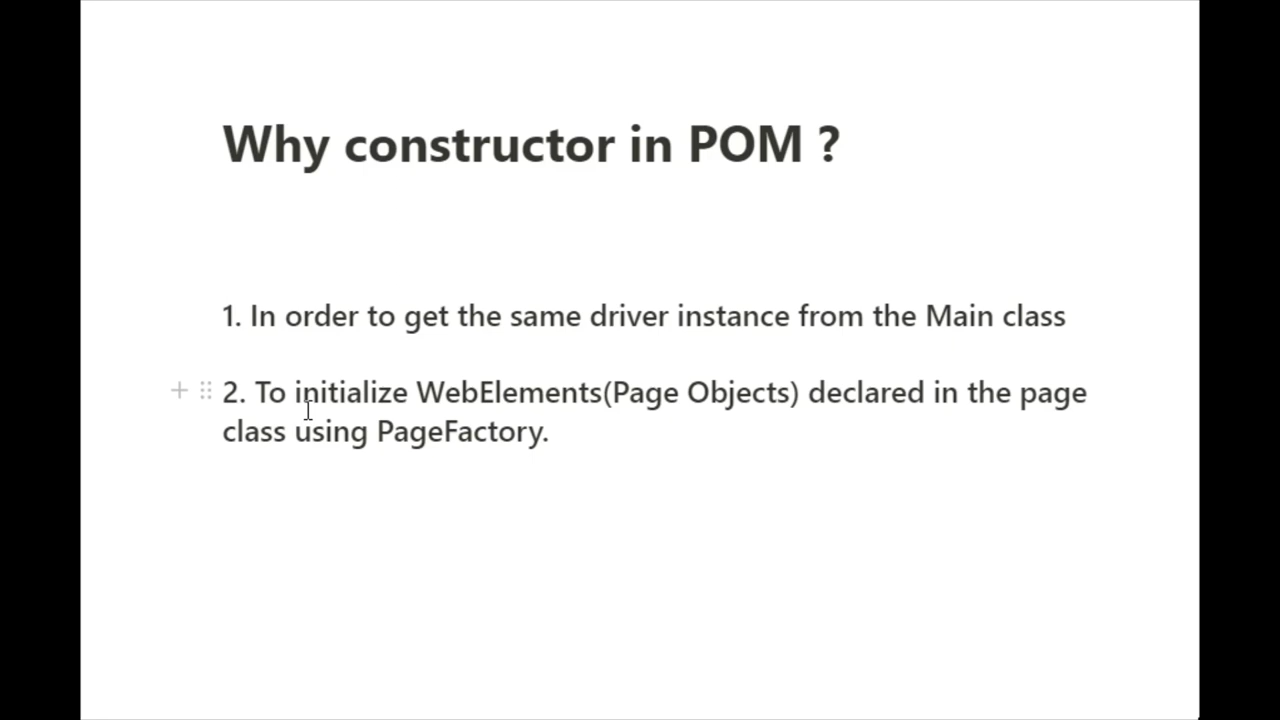 Why constructor in POM ?
1. In order to get the same driver instance from the Main class
2. To initialize WebElements(Page Objects) declared in the page
class using PageFactory.